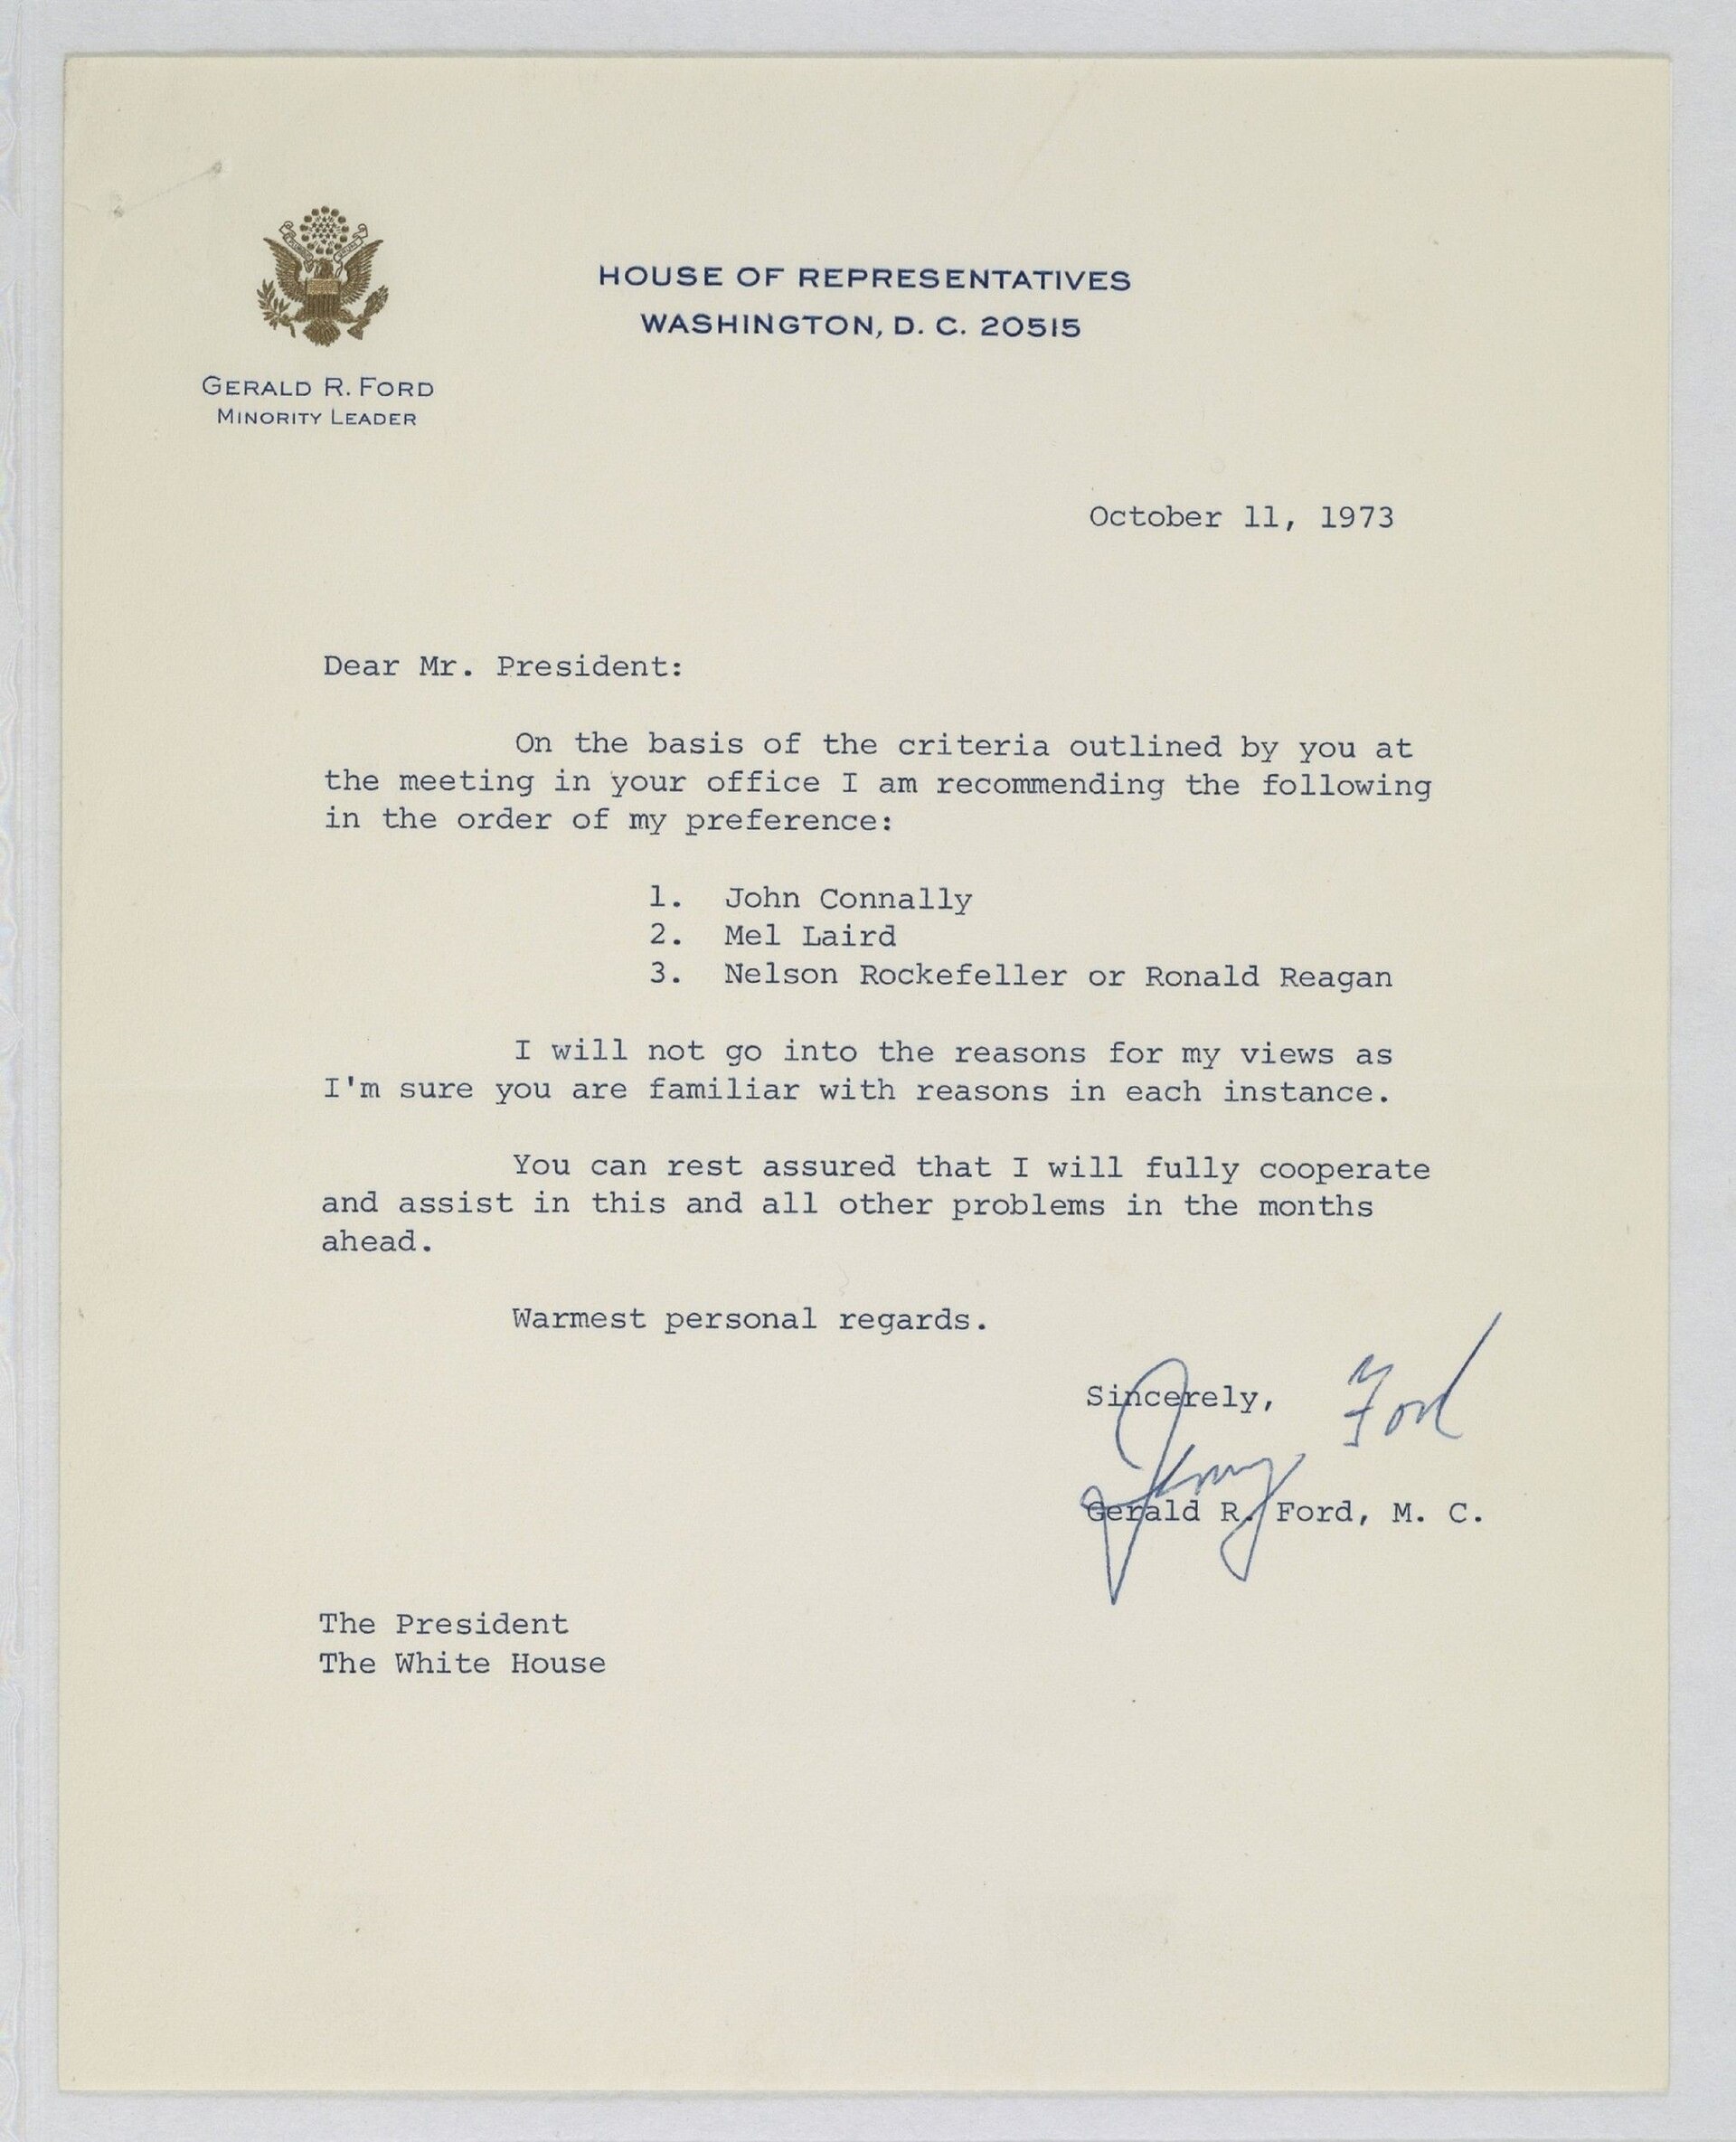 HOUSE OF REPRESENTATIVES
WASHINGTON, D. C. 20515
GERALD R. FORD
MINORITY LEADER
October 11, 1973
Dear Mr. President:
On the basis of the criteria outlined by you at
the meeting in your office I am recommending the following
in the order of my preference:
1. John Connally
2. Mel Laird
3. Nelson Rockefeller or Ronald Reagan
I will not go into the reasons for my views as
I'm sure you are familiar with reasons in each instance.
You can rest assured that I will fully cooperate
and assist in this and all other problems in the months
ahead.
Warmest personal regards.
Sincerely,
Jerry Ford
Gerald R. Ford, M. C.
The President
The White House